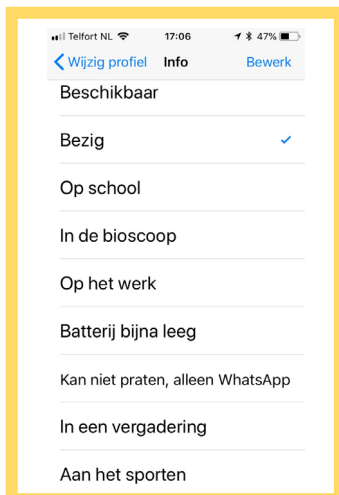 Telfort NL 17:06 47%
Wijzig profiel Info Bewerk
Beschikbaar
Bezig
Op school
In de bioscoop
Op het werk
Batterij bijna leeg
Kan niet praten, alleen WhatsApp
In een vergadering
Aan het sporten